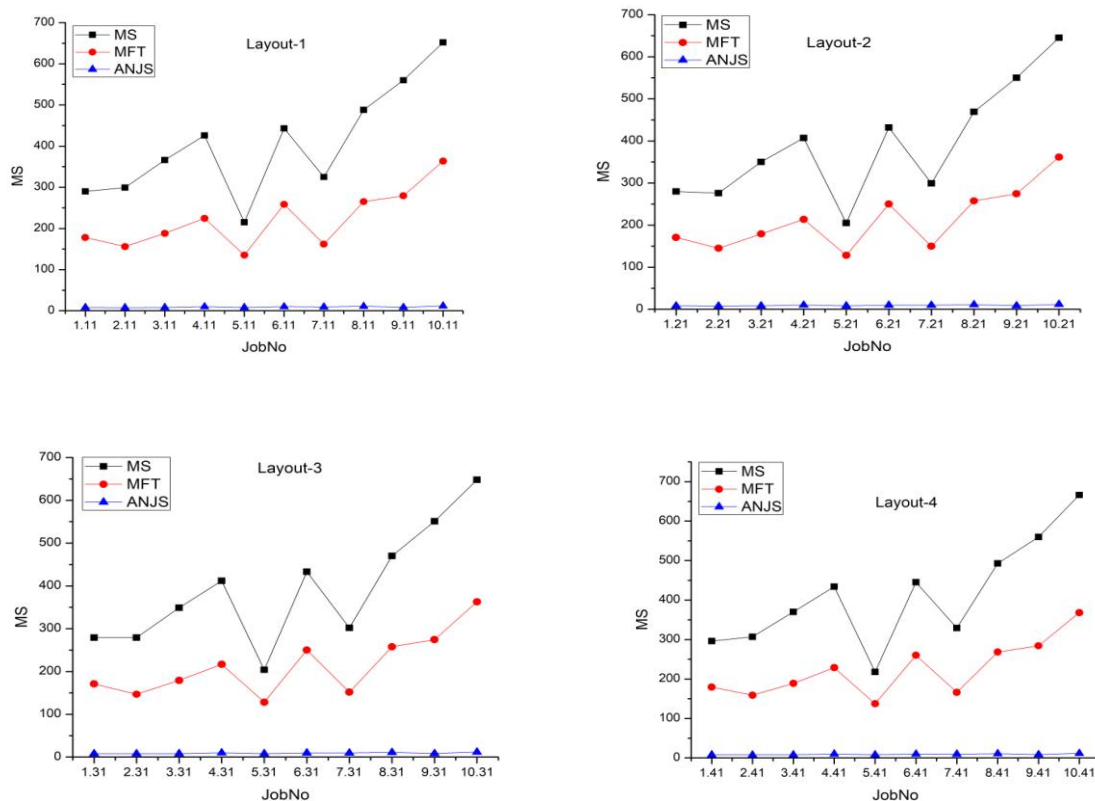 700
600
500
400
300
200
100
0
MS
MS
MFT
ANJS
Layout-1
1.11 2.11 3.11 4.11 5.11 6.11 7.11 8.11 9.11 10.11
JobNo
700
600
500
400
300
200
100
0
MS
MS
MFT
ANJS
Layout-2
1.21 2.21 3.21 4.21 5.21 6.21 7.21 8.21 9.21 10.21
JobNo
700
600
500
400
300
200
100
0
MS
MS
MFT
ANJS
Layout-3
1.31 2.31 3.31 4.31 5.31 6.31 7.31 8.31 9.31 10.31
JobNo
700
600
500
400
300
200
100
0
MS
MS
MFT
ANJS
Layout-4
1.41 2.41 3.41 4.41 5.41 6.41 7.41 8.41 9.41 10.41
JobNo